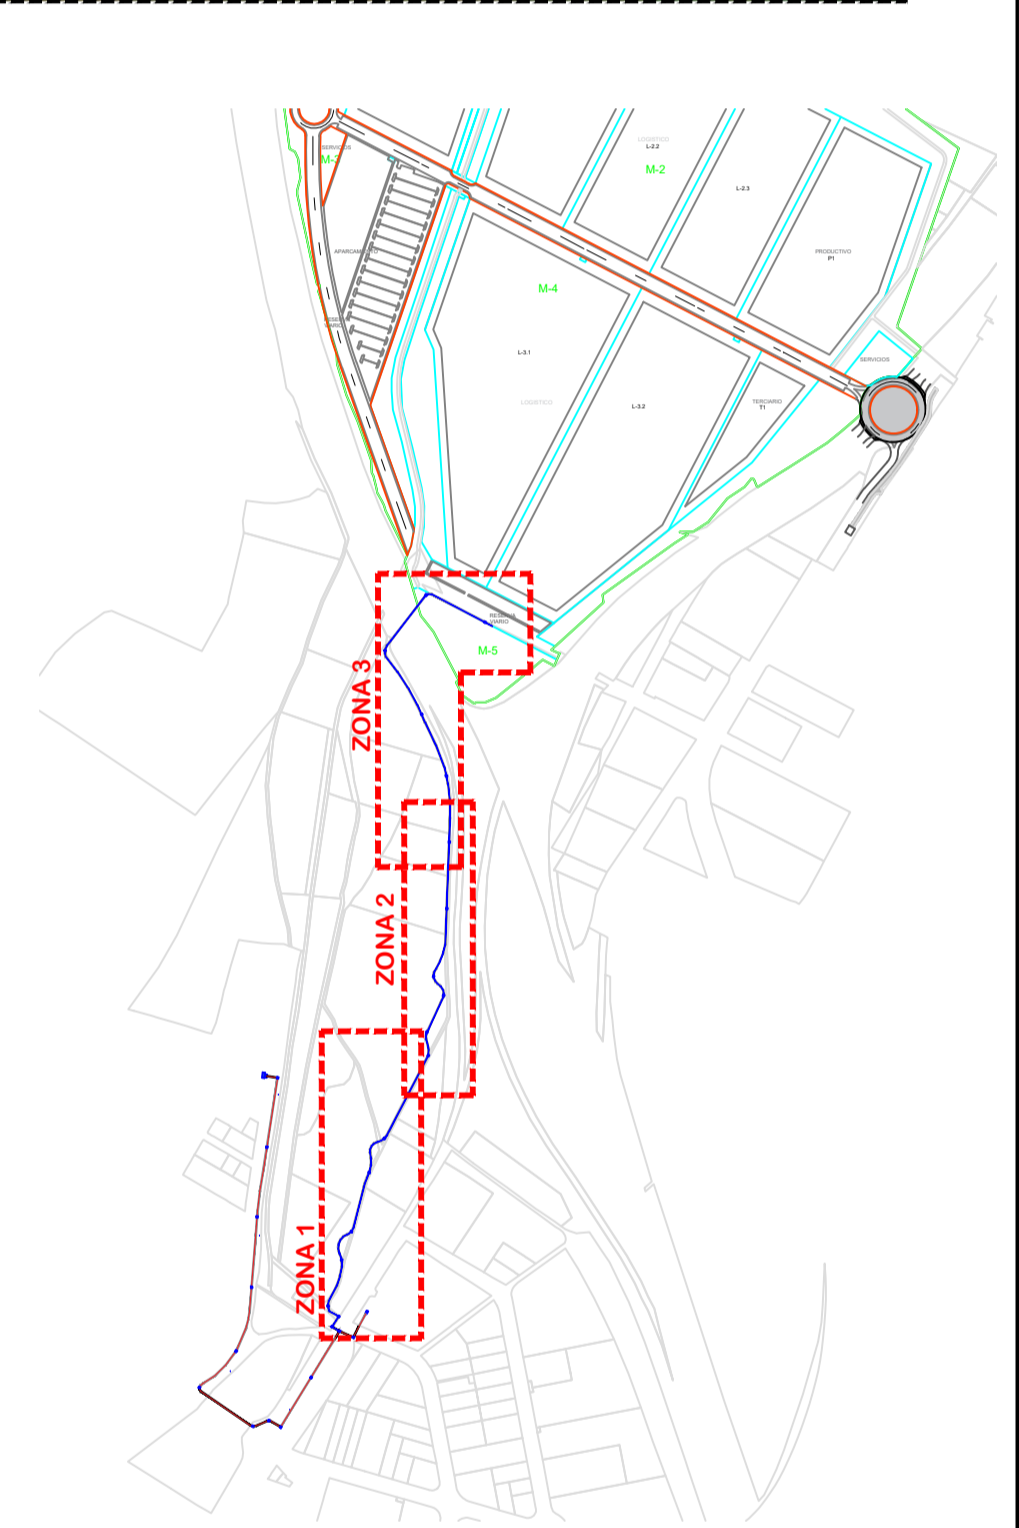 LOGISTICO
L-2.2
M-2
SERVICIOS
L-2.3
APARCAMIENTO
PRODUCTIVO
P1
M-4
VIARIO
L-3.1
SERVICIOS
LOGISTICO
L-3.2
TERCIARIO
T1
RESERVA
VIARIO
M-5
ZONA 3
ZONA 2
ZONA 1